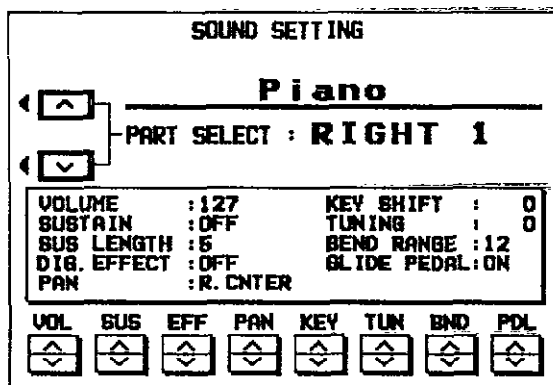 SOUND SETTING
Piano
PART SELECT : RIGHT 1
VOLUME :127 KEY SHIFT : 0
SUSTAIN :OFF TUNING : 0
SUS LENGTH :5 BEND RANGE :12
DIG. EFFECT :OFF GLIDE PEDAL:ON
PAN :R. CNTER
VOL SUS EFF PAN KEY TUN BND PDL